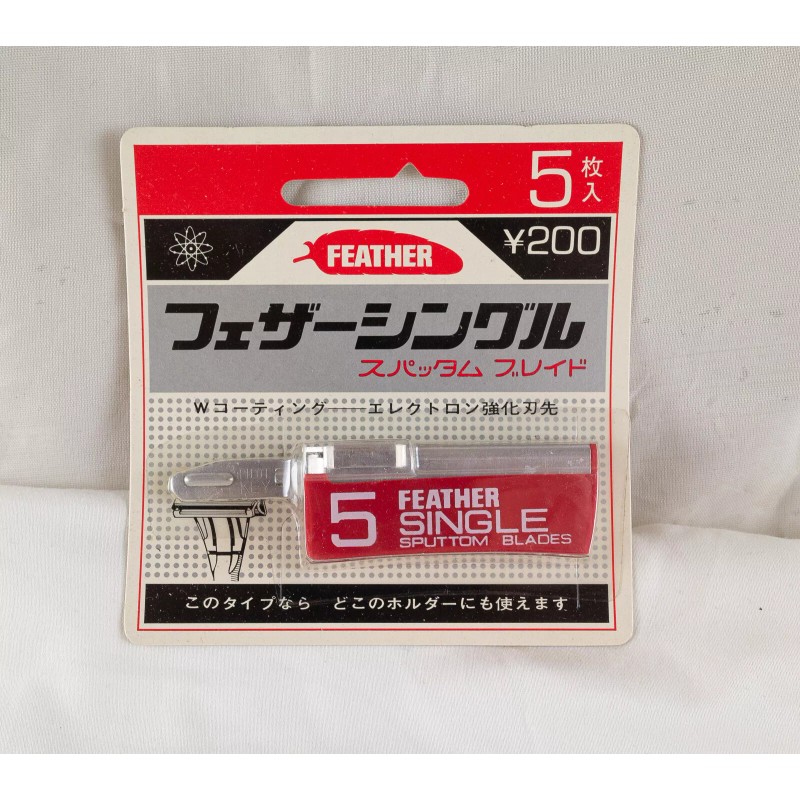 5枚入
¥200
FEATHER
フェザーシングル
スパッタム ブレイド
Wコーティング──エレクトロン強化刃先
5 FEATHER
SINGLE
SPUTTOM BLADES
このタイプなら どこのホルダーにも使えます